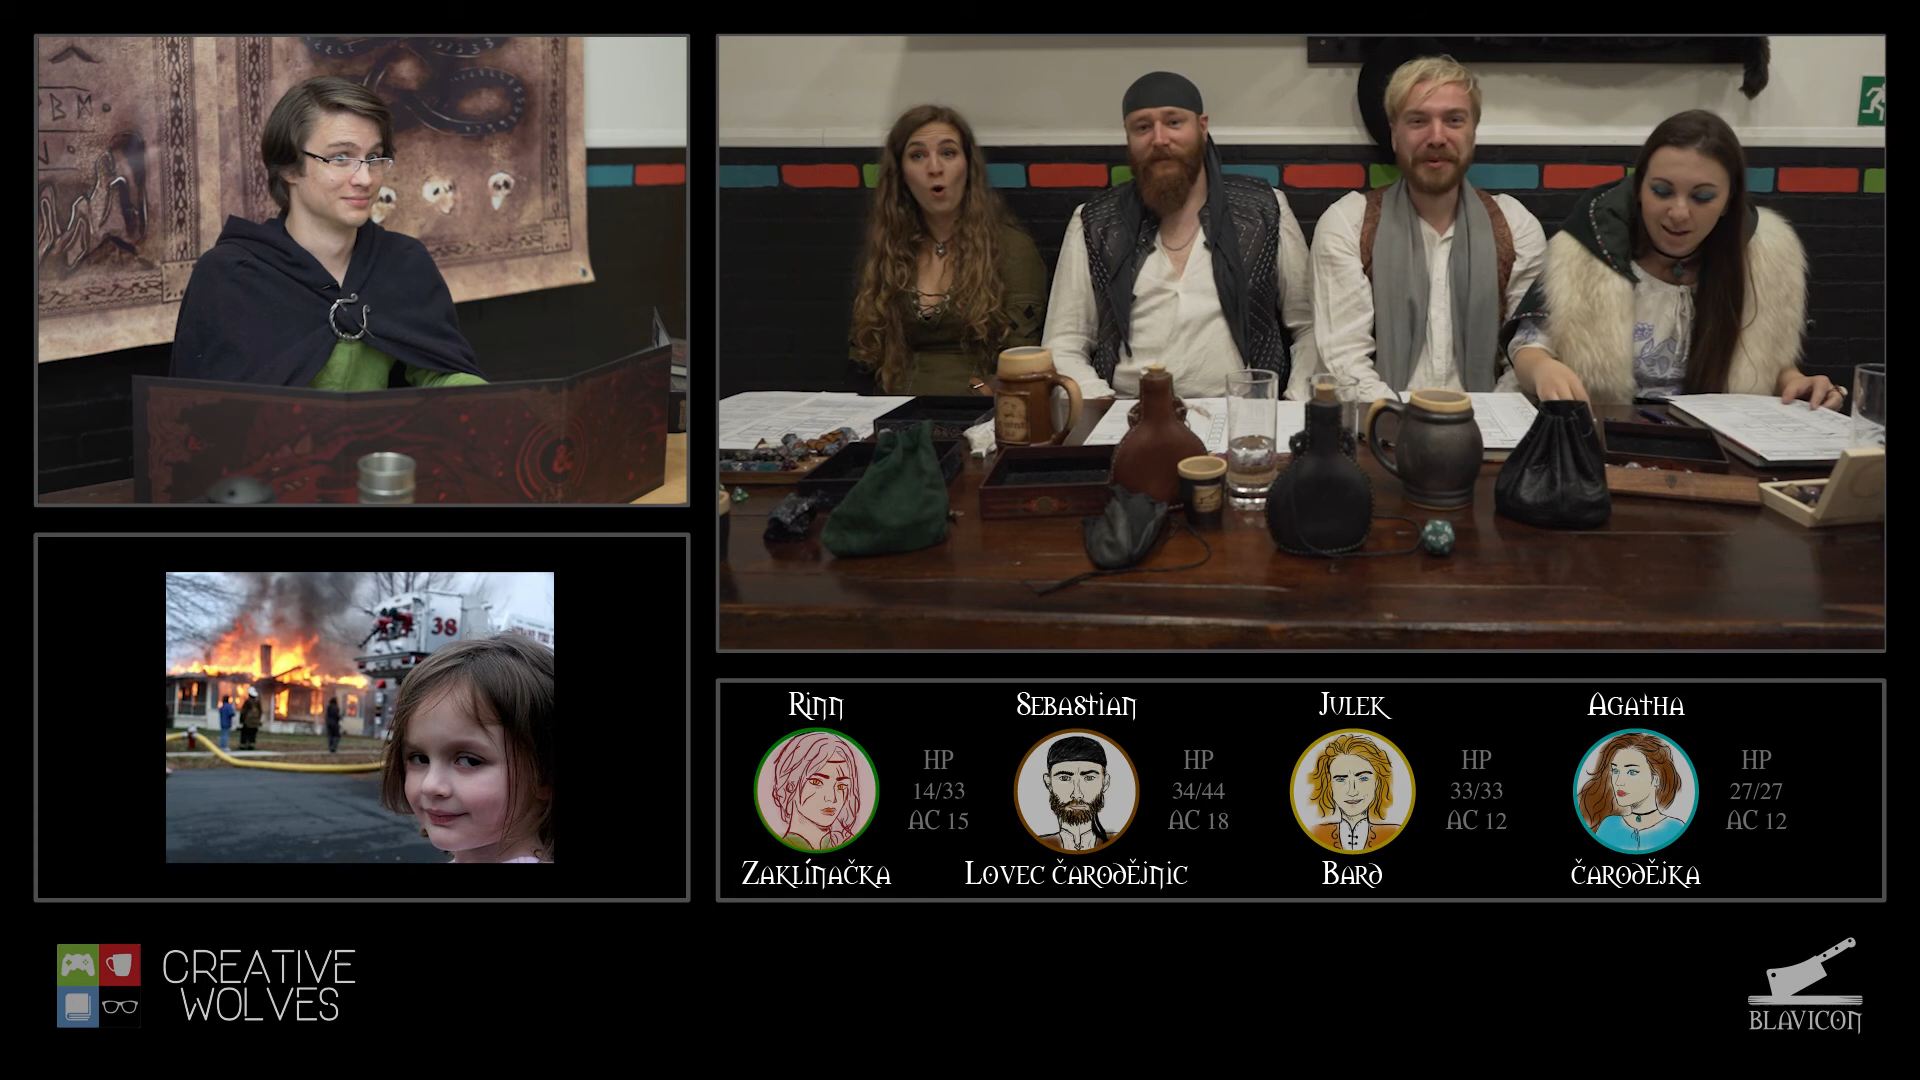 38
Rinn
HP
14/33
AC 15
Zaklínačka
Sebastian
HP
34/44
AC 18
Lovec čarodějnic
Julek
HP
33/33
AC 12
Bard
Agatha
HP
27/27
AC 12
čarodějka
CREATIVE
WOLVES
BLAVICON